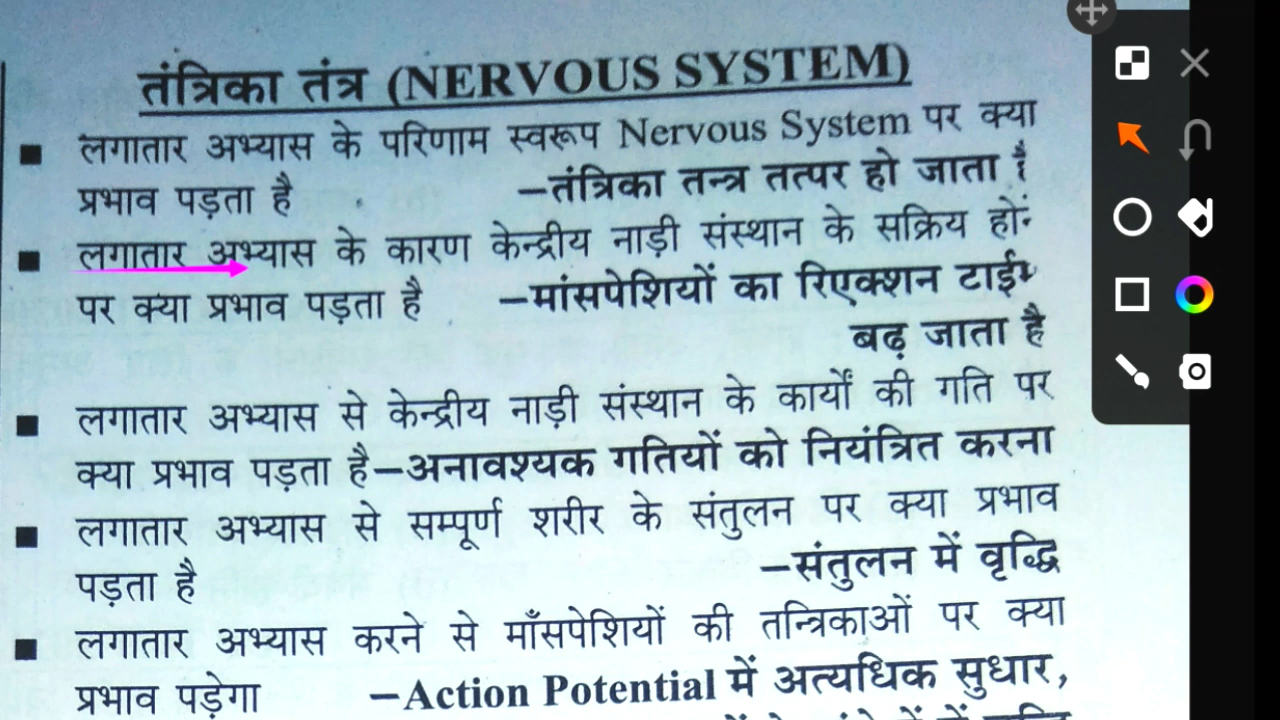 तंत्रिका तंत्र (NERVOUS SYSTEM)
■ लगातार अभ्यास के परिणाम स्वरूप Nervous System पर क्या
प्रभाव पड़ता है –तंत्रिका तन्त्र तत्पर हो जाता
■ लगातार अभ्यास के कारण केन्द्रीय नाड़ी संस्थान के सक्रिय
पर क्या प्रभाव पड़ता है –मांसपेशियों का रिएक्शन
बढ़ जाता है
■ लगातार अभ्यास से केन्द्रीय नाड़ी संस्थान के कार्यों की गति पर
क्या प्रभाव पड़ता है–अनावश्यक गतियों को नियंत्रित करना
■ लगातार अभ्यास से सम्पूर्ण शरीर के संतुलन पर क्या प्रभाव
पड़ता है –संतुलन में वृद्धि
■ लगातार अभ्यास करने से माँसपेशियों की तन्त्रिकाओं पर क्या
प्रभाव पड़ेगा –Action Potential में अत्यधिक सुधार,